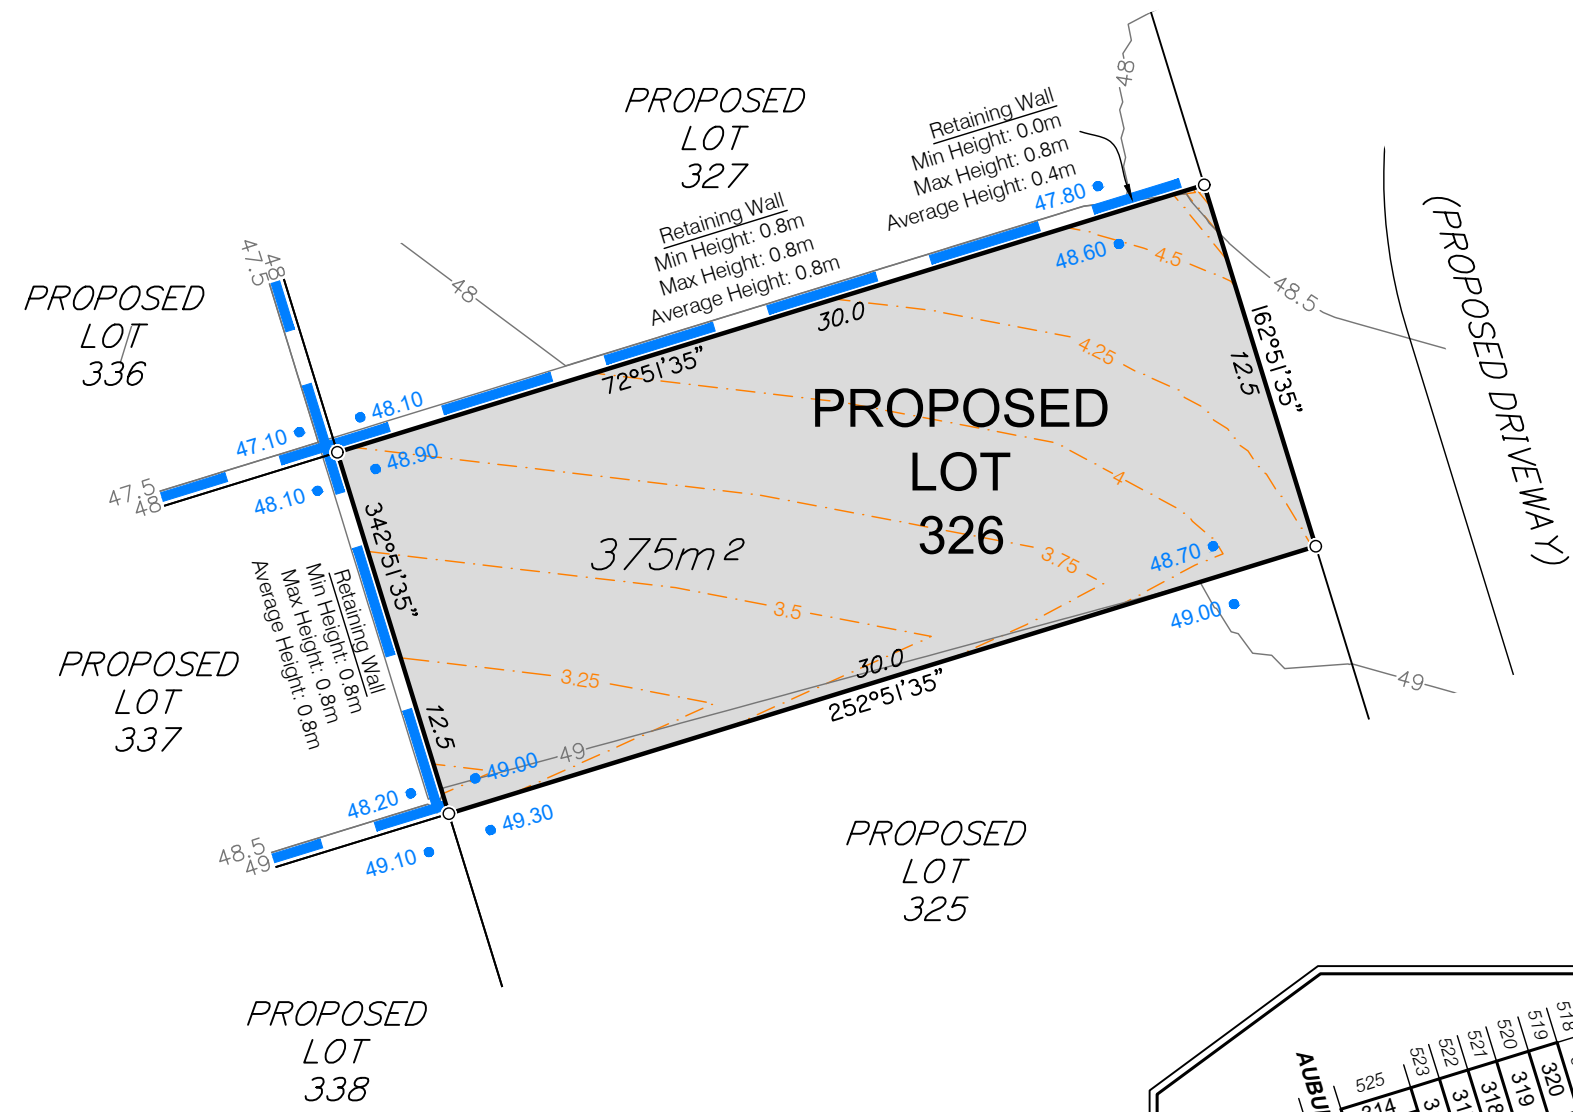 PROPOSED
LOT
327
Retaining Wall
Min Height: 0.0m
Max Height: 0.8m
Average Height: 0.4m
48
47.80
48.60
4.5
48.5
(PROPOSED DRIVEWAY)
Retaining Wall
Min Height: 0.8m
Max Height: 0.8m
Average Height: 0.8m
30.0
72°51'35"
162°51'35"
12.5
4.25
48
47.5
48
PROPOSED
LOT
336
48.10
47.10
48.90
48.10
47.5
48
PROPOSED
LOT
326
375m²
4
3.75
3.5
3.25
48.70
49.00
49
342°51'35"
12.5
Retaining Wall
Min Height: 0.8m
Max Height: 0.8m
Average Height: 0.8m
PROPOSED
LOT
337
30.0
252°51'35"
49
49.00
48.20
49.30
49.10
48.5
49
PROPOSED
LOT
325
PROPOSED
LOT
338
525
523
522
521
520
519
518
314
318
319
320